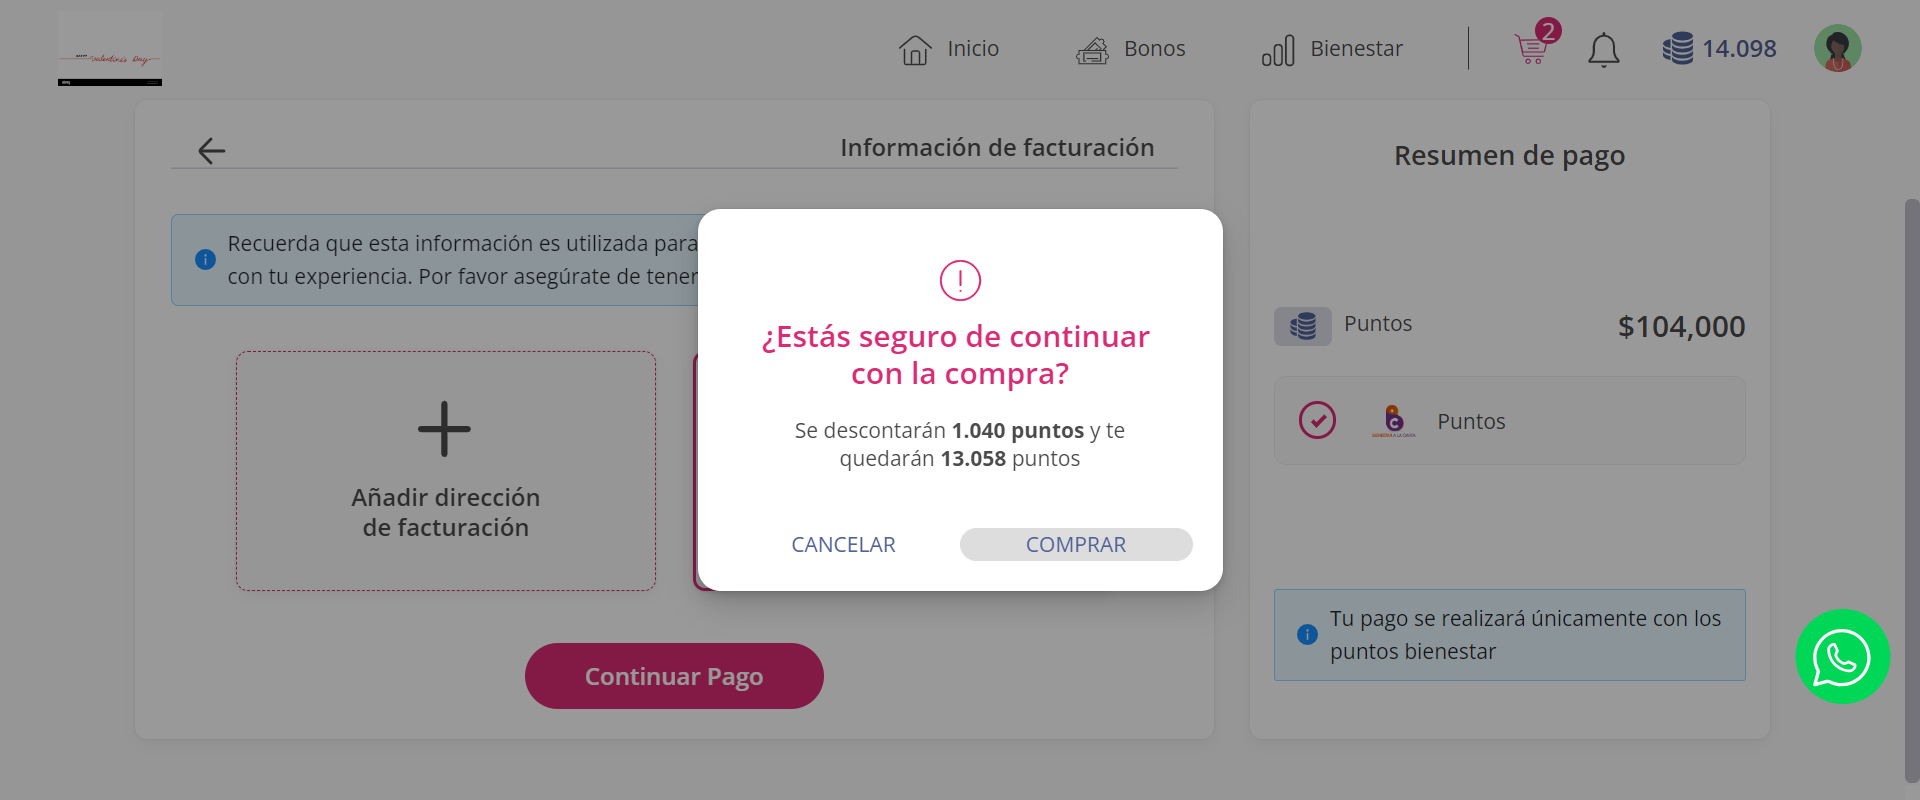 Valentine's Day
Inicio
Bonos
Bienestar
2
14.098
Información de facturación
Resumen de pago
Recuerda que esta información es utilizada para
con tu experiencia. Por favor asegúrate de tener
¿Estás seguro de continuar
con la compra?
Se descontarán 1.040 puntos y te
quedarán 13.058 puntos
CANCELAR
COMPRAR
Añadir dirección
de facturación
Continuar Pago
Puntos
$104,000
Puntos
Tu pago se realizará únicamente con los
puntos bienestar